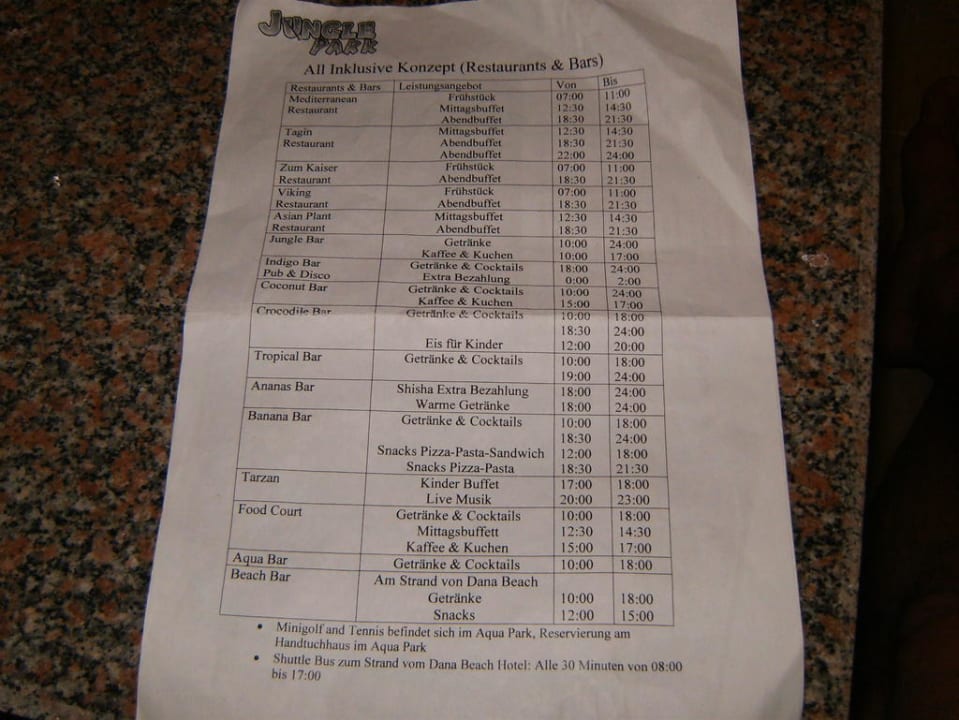 JUNGLE
PARK
All Inklusive Konzept (Restaurants & Bars)
Restaurants & Bars Leistungsangebot Von Bis
Mediterranean Frühstück 07:00 11:00
Restaurant Mittagsbuffet 12:30 14:30
Abendbuffet 18:30 21:30
Tagin Mittagsbuffet 12:30 14:30
Restaurant Abendbuffet 18:30 21:30
Abendbuffet 22:00 24:00
Zum Kaiser Frühstück 07:00 11:00
Restaurant Abendbuffet 18:30 21:30
Viking Frühstück 07:00 11:00
Restaurant Abendbuffet 18:30 21:30
Asian Plant Mittagsbuffet 12:30 14:30
Restaurant Abendbuffet 18:30 21:30
Jungle Bar Getränke 10:00 24:00
Kaffee & Kuchen 10:00 17:00
Indigo Bar Getränke & Cocktails 18:00 24:00
Pub & Disco Extra Bezahlung 0:00 2:00
Coconut Bar Getränke & Cocktails 10:00 24:00
Kaffee & Kuchen 15:00 17:00
Crocodile Bar Getränke & Cocktails 10:00 18:00
18:30 24:00
Eis für Kinder 12:00 20:00
Tropical Bar Getränke & Cocktails 10:00 18:00
19:00 24:00
Ananas Bar Shisha Extra Bezahlung 18:00 24:00
Warme Getränke 18:00 24:00
Banana Bar Getränke & Cocktails 10:00 18:00
18:30 24:00
Snacks Pizza-Pasta-Sandwich 12:00 18:00
Snacks Pizza-Pasta 18:30 21:30
Tarzan Kinder Buffet 17:00 18:00
Live Musik 20:00 23:00
Food Court Getränke & Cocktails 10:00 18:00
Mittagsbuffett 12:30 14:30
Kaffee & Kuchen 15:00 17:00
Aqua Bar Getränke & Cocktails 10:00 18:00
Beach Bar Am Strand von Dana Beach
Getränke 10:00 18:00
Snacks 12:00 15:00
• Minigolf and Tennis befindet sich im Aqua Park, Reservierung am
Handtuchhaus im Aqua Park
• Shuttle Bus zum Strand vom Dana Beach Hotel: Alle 30 Minuten von 08:00
bis 17:00